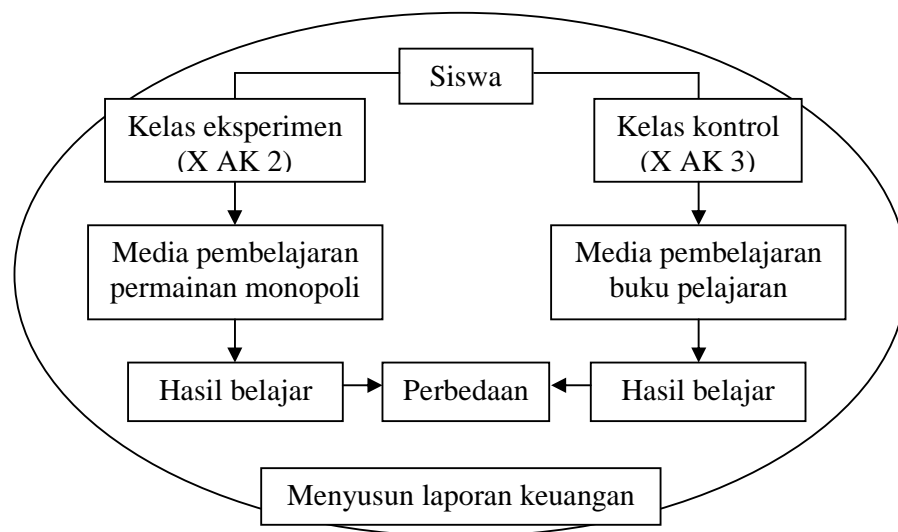 Siswa
Kelas eksperimen
(X AK 2)
Kelas kontrol
(X AK 3)
Media pembelajaran
permainan monopoli
Media pembelajaran
buku pelajaran
Hasil belajar
Perbedaan
Hasil belajar
Menyusun laporan keuangan